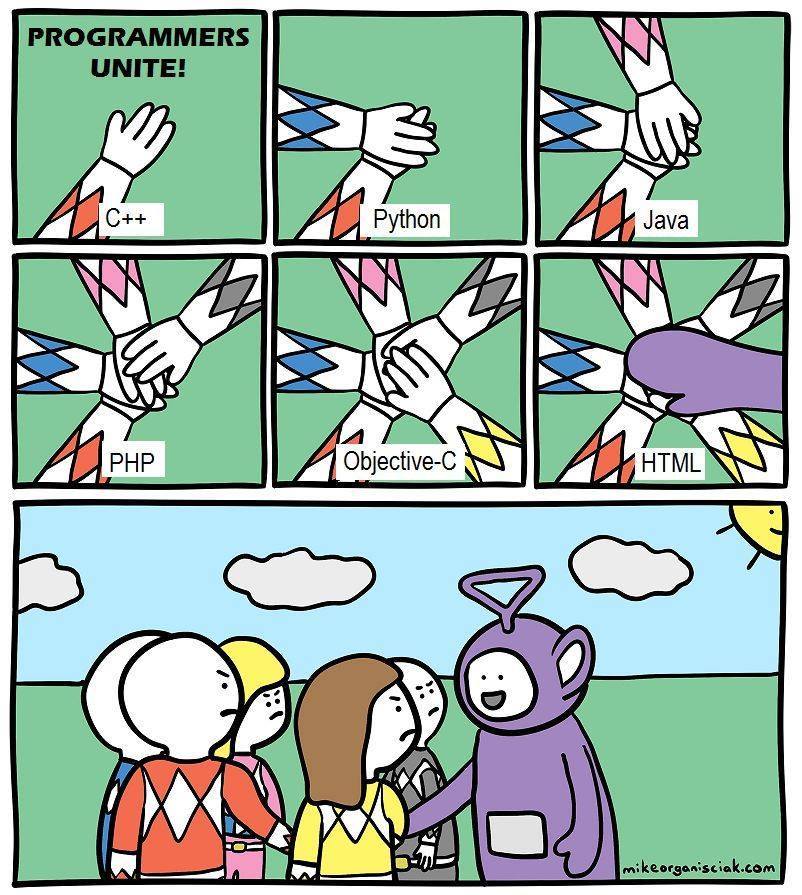 PROGRAMMERS
UNITE!
C++
Python
Java
PHP
Objective-C
HTML
mikeorganisciak.com